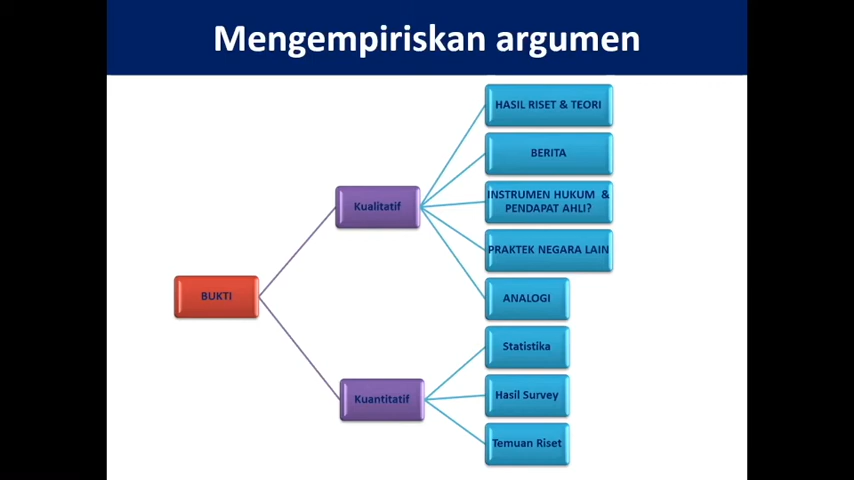 Mengempiriskan argumen
HASIL RISET & TEORI
BERITA
INSTRUMEN HUKUM &
PENDAPAT AHLI?
Kualitatif
PRAKTEK NEGARA LAIN
ANALOGI
BUKTI
Statistika
Kuantitatif
Hasil Survey
Temuan Riset